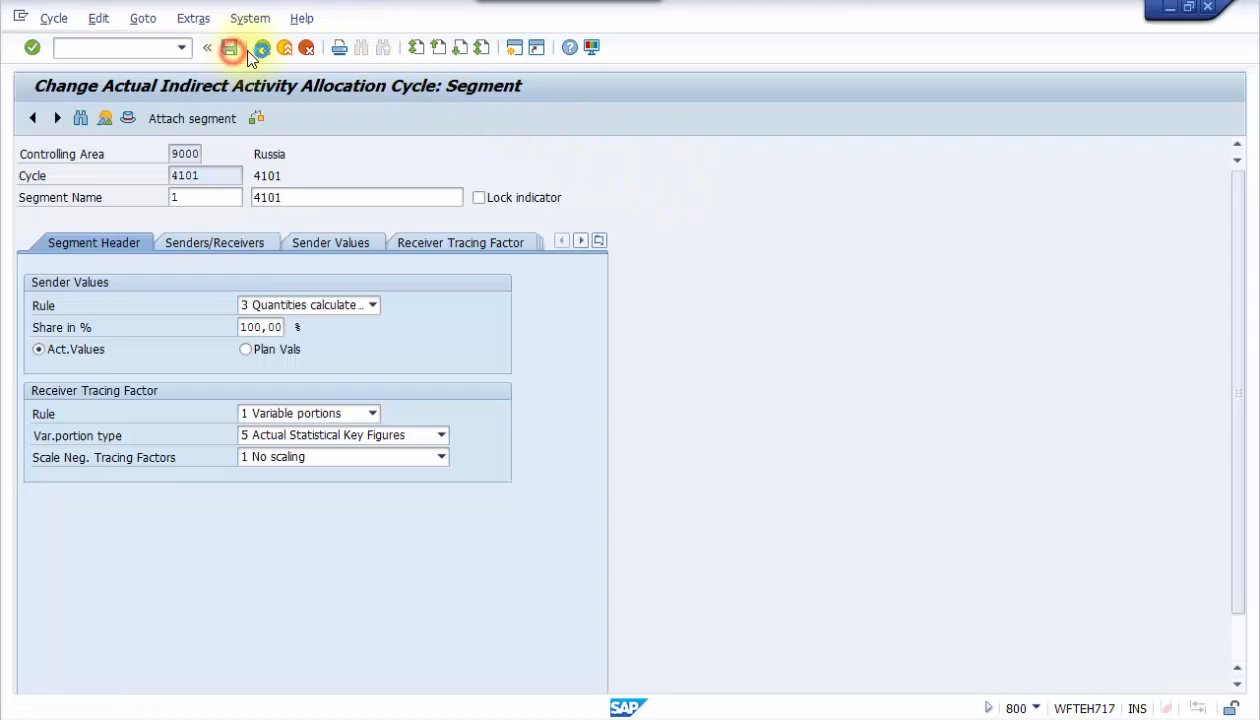 Cycle Edit Goto Extras System Help
Change Actual Indirect Activity Allocation Cycle: Segment
Attach segment
Controlling Area 9000 Russia
Cycle 4101 4101
Segment Name 1 4101 Lock indicator
Segment Header Senders/Receivers Sender Values Receiver Tracing Factor
Sender Values
Rule 3 Quantities calculate...
Share in % 100,00 %
Act.Values Plan Vals
Receiver Tracing Factor
Rule 1 Variable portions
Var.portion type 5 Actual Statistical Key Figures
Scale Neg. Tracing Factors 1 No scaling
SAP 800 WFTEH717 INS